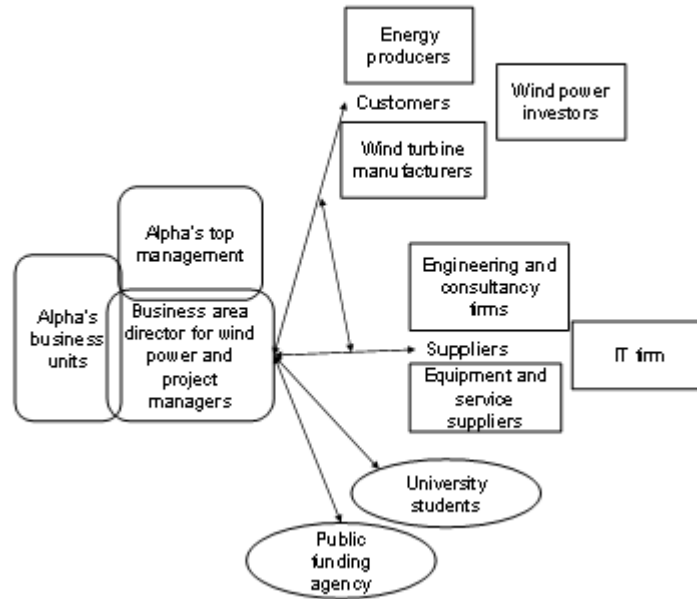 Energy
producers
Customers
Wind power
investors
Wind turbine
manufacturers
Alpha's top
management
Alpha's
business
units
Business area
director for wind
power and
project
managers
Engineering and
consultancy
firms
Suppliers
IT firm
Equipment and
service
suppliers
University
students
Public
funding
agency